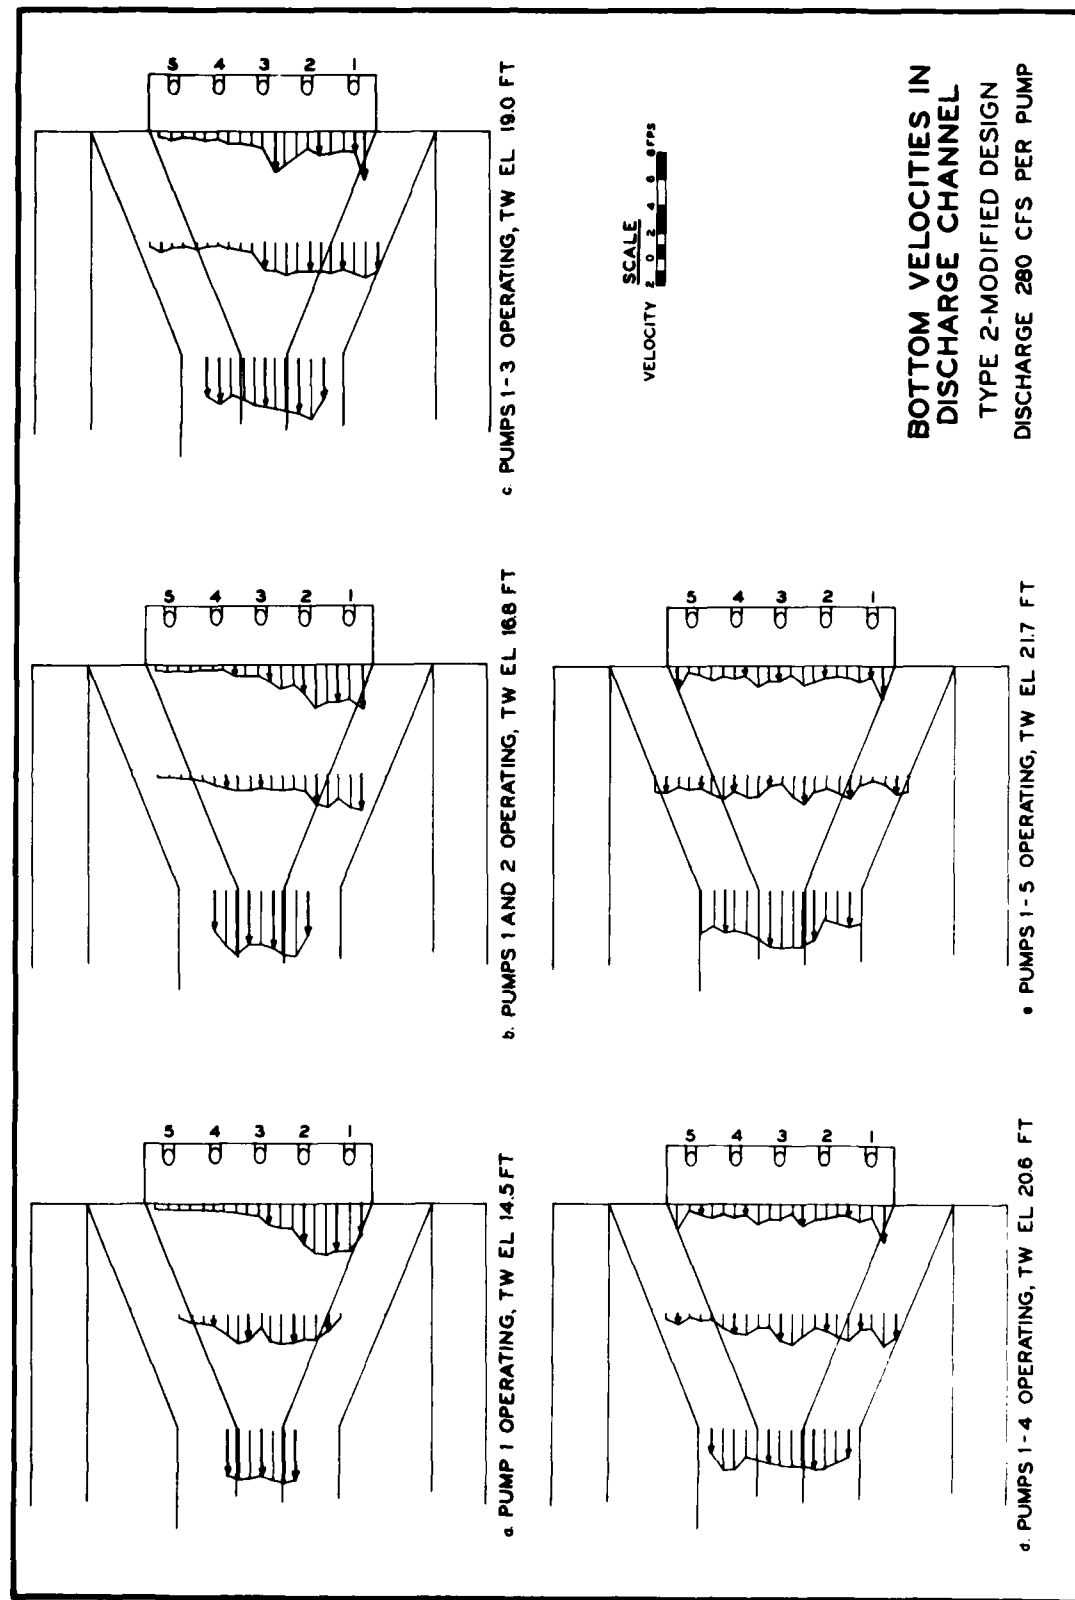 5 4 3 2 1
a. PUMP 1 OPERATING, TW EL 14.5 FT
5 4 3 2 1
b. PUMPS 1 AND 2 OPERATING, TW EL 16.8 FT
5 4 3 2 1
c. PUMPS 1-3 OPERATING, TW EL 19.0 FT
5 4 3 2 1
d. PUMPS 1-4 OPERATING, TW EL 20.6 FT
5 4 3 2 1
e PUMPS 1-5 OPERATING, TW EL 21.7 FT
SCALE
VELOCITY 2 0 2 4 6 8 FPS
BOTTOM VELOCITIES IN
DISCHARGE CHANNEL
TYPE 2-MODIFIED DESIGN
DISCHARGE 280 CFS PER PUMP